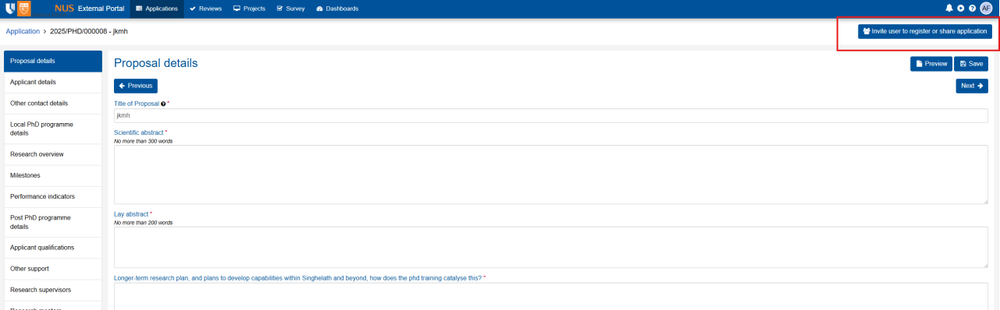 NUS External Portal Applications Reviews Projects Survey Dashboards AF
Application > 2025/PHD/000008 - jkmh Invite user to register or share application
Proposal details
Applicant details
Other contact details
Local PhD programme
details
Research overview
Milestones
Performance indicators
Post PhD programme
details
Applicant qualifications
Other support
Research supervisors
Proposal details
Preview Save
Previous Next
Title of Proposal *
jkmh
Scientific abstract *
No more than 300 words
Lay abstract *
No more than 200 words
Longer-term research plan, and plans to develop capabilities within Singhelath and beyond, how does the phd training catalyse this? *